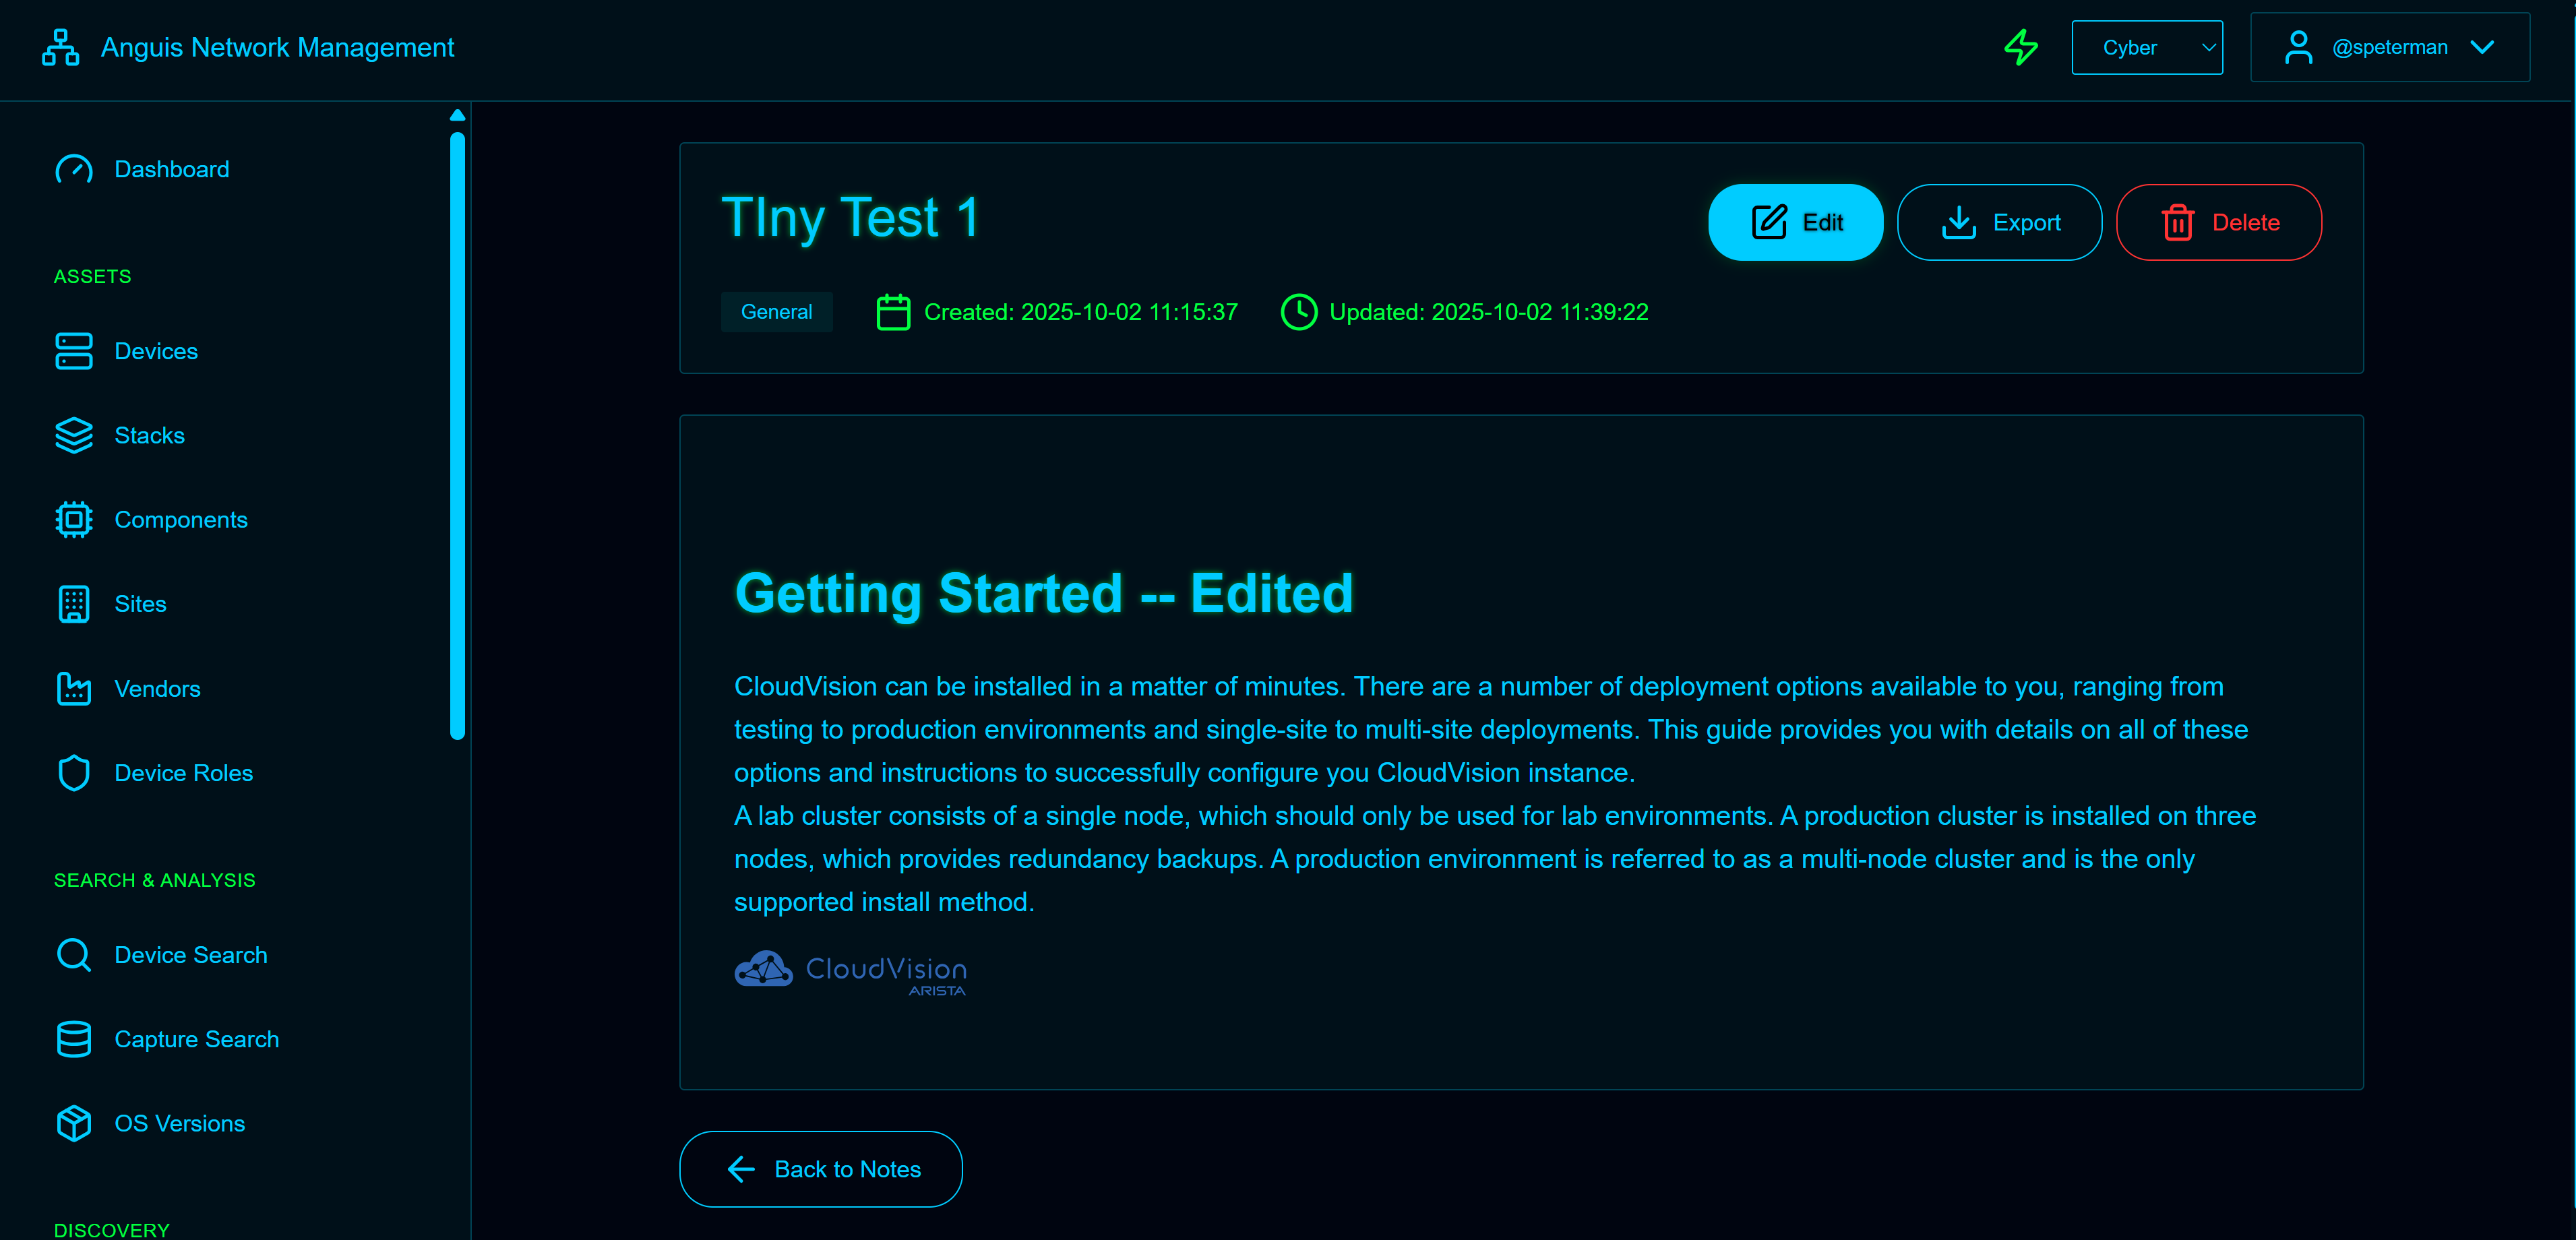 Anguis Network Management
Cyber
@speterman
Dashboard
ASSETS
Devices
Stacks
Components
Sites
Vendors
Device Roles
SEARCH & ANALYSIS
Device Search
Capture Search
OS Versions
DISCOVERY
TIny Test 1
Edit
Export
Delete
General
Created: 2025-10-02 11:15:37
Updated: 2025-10-02 11:39:22
Getting Started -- Edited
CloudVision can be installed in a matter of minutes. There are a number of deployment options available to you, ranging from
testing to production environments and single-site to multi-site deployments. This guide provides you with details on all of these
options and instructions to successfully configure you CloudVision instance.
A lab cluster consists of a single node, which should only be used for lab environments. A production cluster is installed on three
nodes, which provides redundancy backups. A production environment is referred to as a multi-node cluster and is the only
supported install method.
CloudVision
ARISTA
Back to Notes